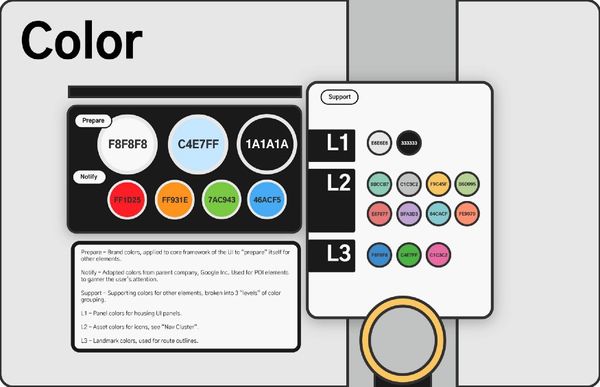 Color
Prepare
F8F8F8
C4E7FF
1A1A1A
Notify
FF1D25
FF931E
7AC943
46ACF5
Prepare – Brand colors, applied to core framework of the UI to "prepare" itself for
other elements.
Notify – Adopted colors from parent company, Google Inc. Used for PDI elements
to garner the user's attention.
Support – Supporting colors for other elements, broken into 3 "levels" of color
grouping.
L1 – Panel colors for housing UI panels.
L2 – Asset colors for icons, see "Nav Cluster".
L3 – Landmark colors, used for route outlines.
Support
L1
E6E6E6
333333
L2
C1C3C2
F9C45F
L3